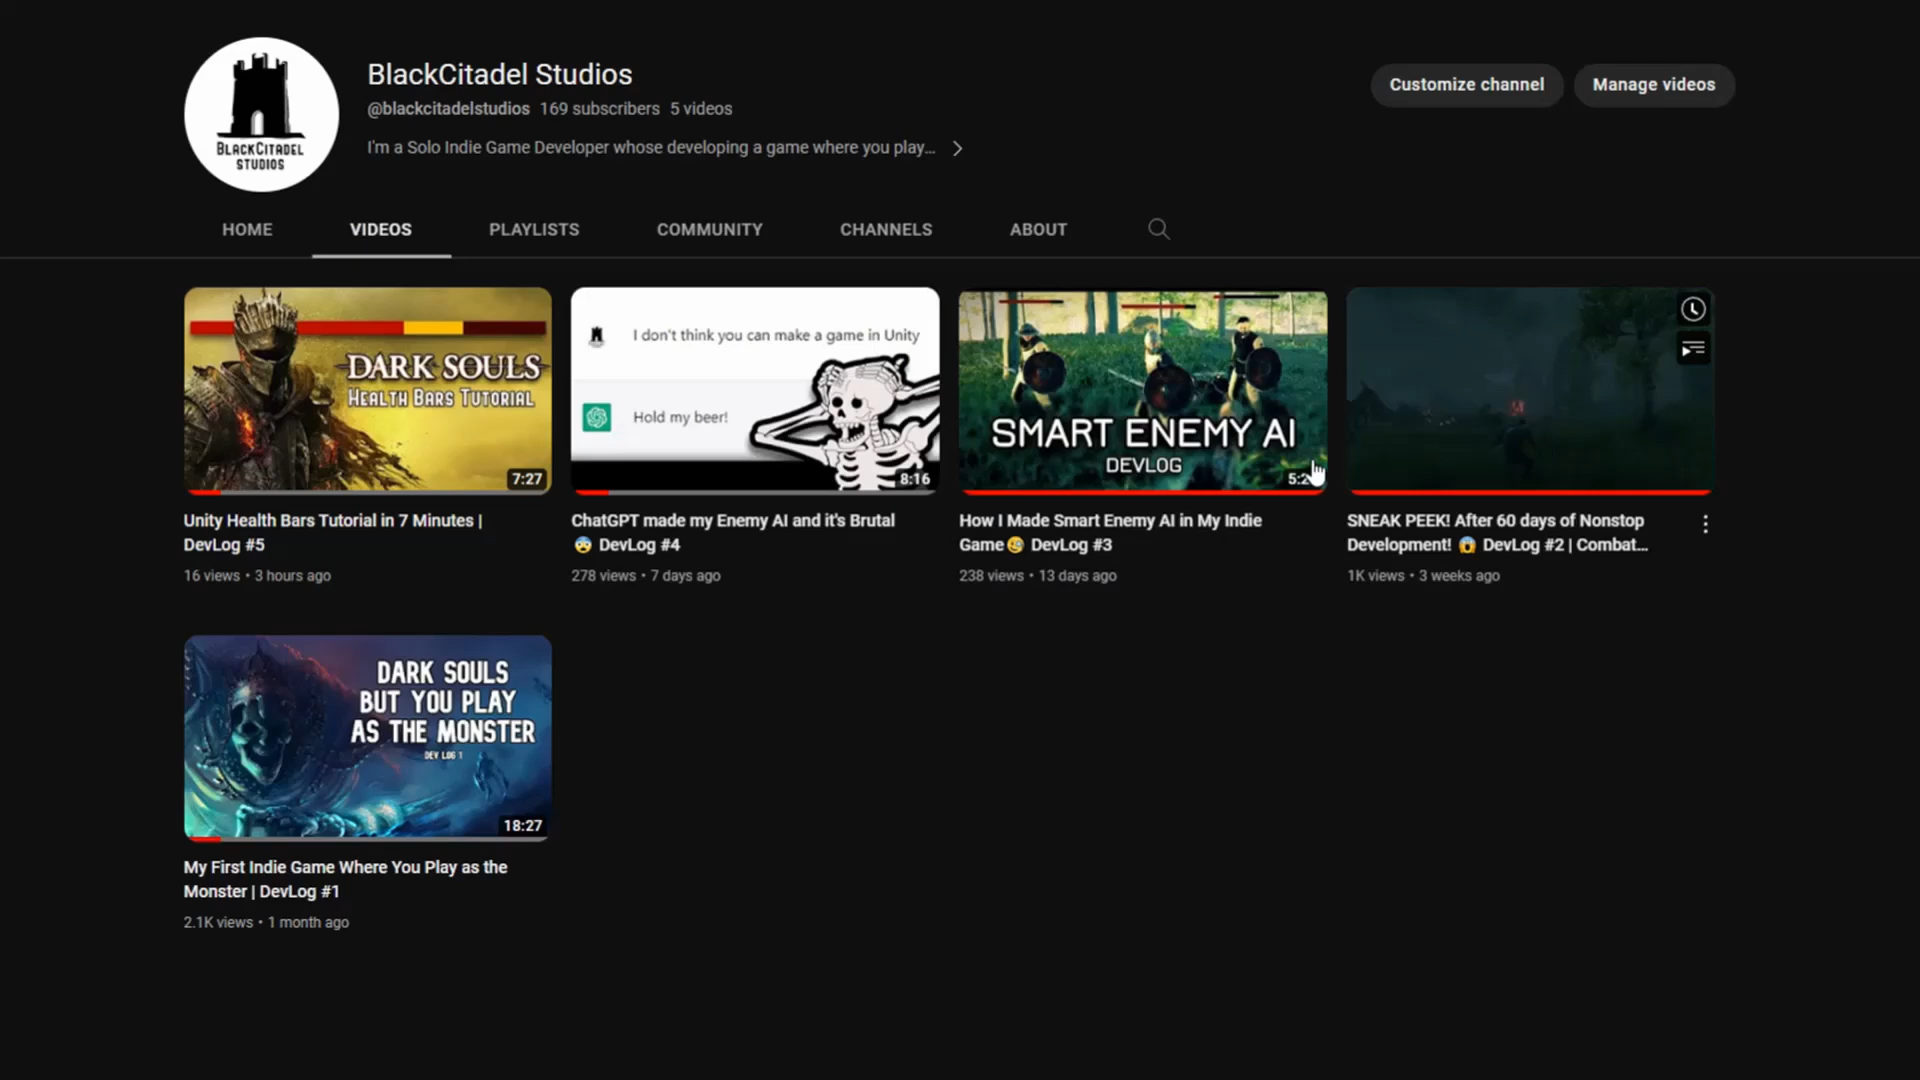 BLACKCITADEL
STUDIOS
BlackCitadel Studios
@blackcitadelstudios 169 subscribers 5 videos
I'm a Solo Indie Game Developer whose developing a game where you play...
Customize channel
Manage videos
HOME
VIDEOS
PLAYLISTS
COMMUNITY
CHANNELS
ABOUT
DARK SOULS
HEALTH BARS TUTORIAL
7:27
Unity Health Bars Tutorial in 7 Minutes |
DevLog #5
16 views • 3 hours ago
I don't think you can make a game in Unity
Hold my beer!
8:16
ChatGPT made my Enemy AI and it's Brutal
😨 DevLog #4
278 views • 7 days ago
SMART ENEMY AI
DEVLOG
How I Made Smart Enemy AI in My Indie
Game🧐 DevLog #3
238 views • 13 days ago
SNEAK PEEK! After 60 days of Nonstop
Development! 😱 DevLog #2 | Combat...
1K views • 3 weeks ago
DARK SOULS
BUT YOU PLAY
AS THE MONSTER
DEV LOG 1
18:27
My First Indie Game Where You Play as the
Monster | DevLog #1
2.1K views • 1 month ago